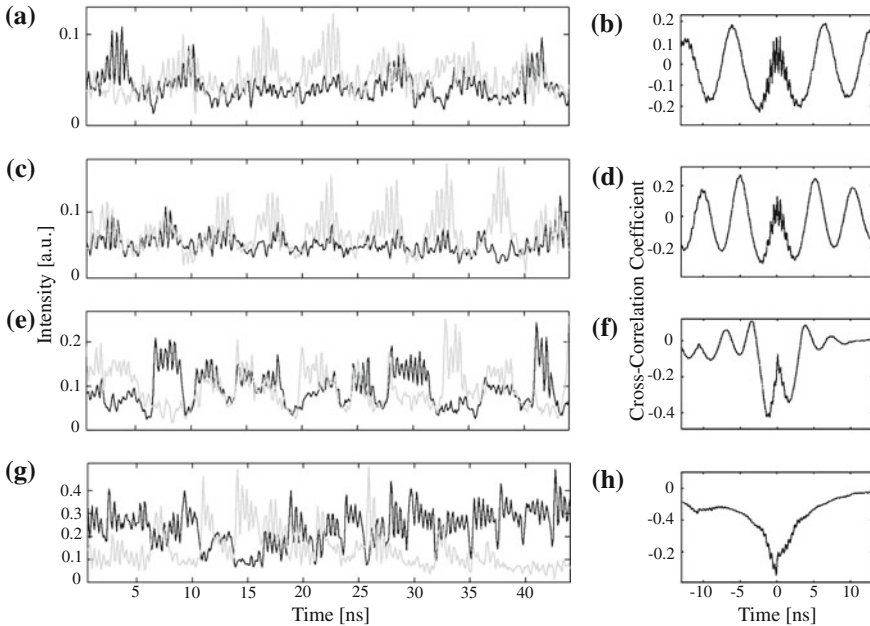 (a)
0.1
0
(b)
0.2
0.1
0
-0.1
-0.2
(c)
0.1
0
(d)
0.2
0
-0.2
Intensity [a.u.]
Cross-Correlation Coefficient
(e)
0.2
0.1
0
(f)
0
-0.2
-0.4
(g)
0.4
0.3
0.2
0.1
0
5 10 15 20 25 30 35 40
Time [ns]
(h)
0
-0.4
-0.2
-10 -5 0 5 10
Time [ns]